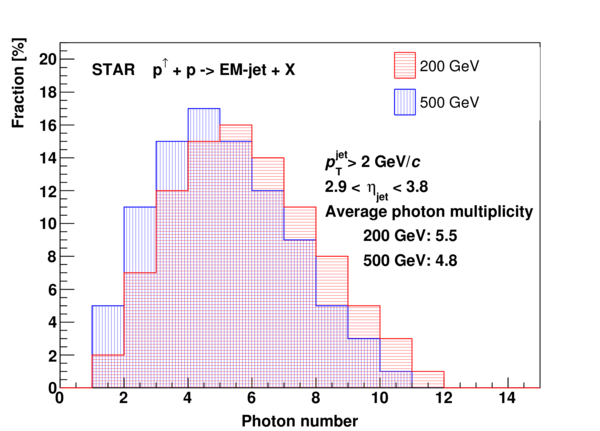 Fraction [%]
20
18
16
14
12
10
8
6
4
2
0
STAR p↑ + p -> EM-jet + X
200 GeV
500 GeV
p_T^jet > 2 GeV/c
2.9 < η_jet < 3.8
Average photon multiplicity
200 GeV: 5.5
500 GeV: 4.8
0 2 4 6 8 10 12 14
Photon number